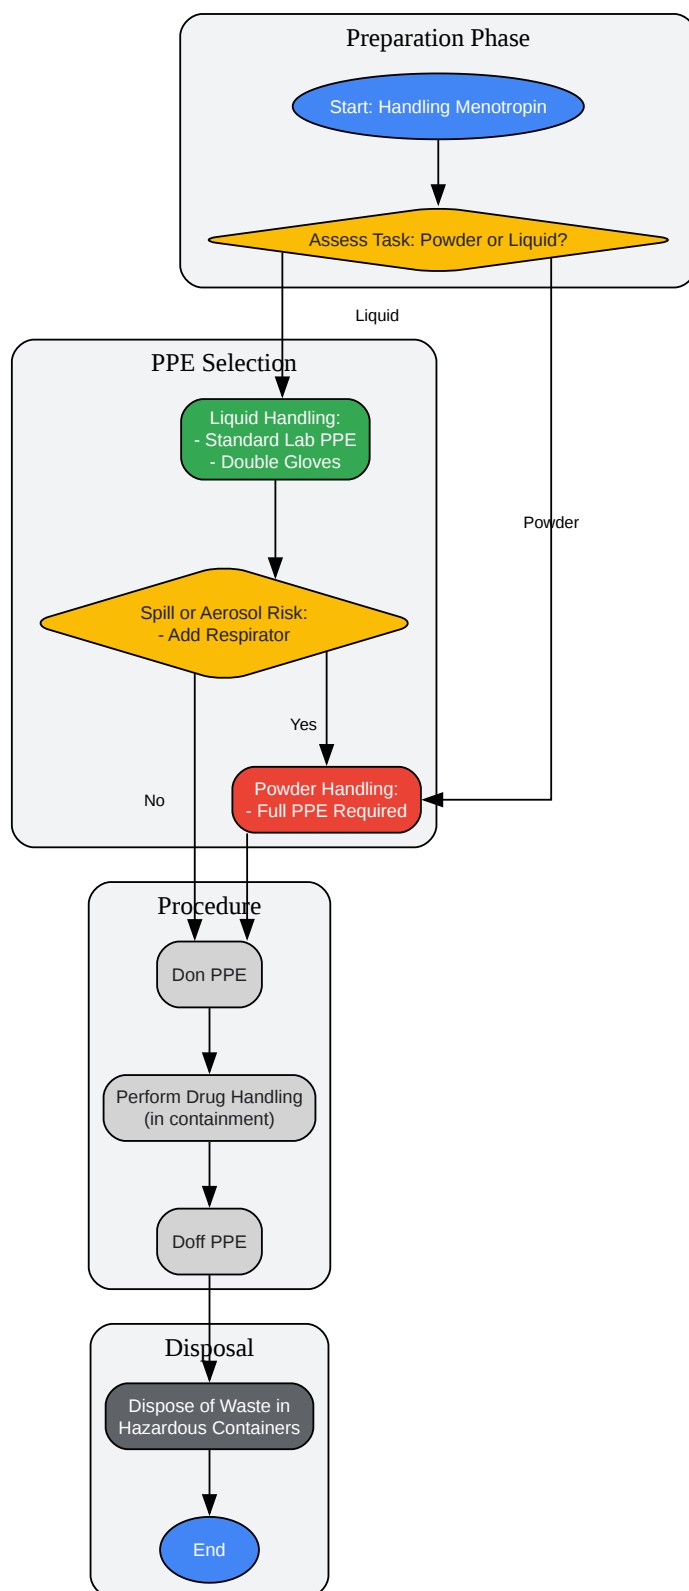 Preparation Phase
Start: Handling Menotropin
Assess Task: Powder or Liquid?
Liquid
PPE Selection
Liquid Handling:
- Standard Lab PPE
- Double Gloves
Powder
Spill or Aerosol Risk:
- Add Respirator
Yes
No
Powder Handling:
- Full PPE Required
Procedure
Don PPE
Perform Drug Handling
(in containment)
Doff PPE
Disposal
Dispose of Waste in
Hazardous Containers
End